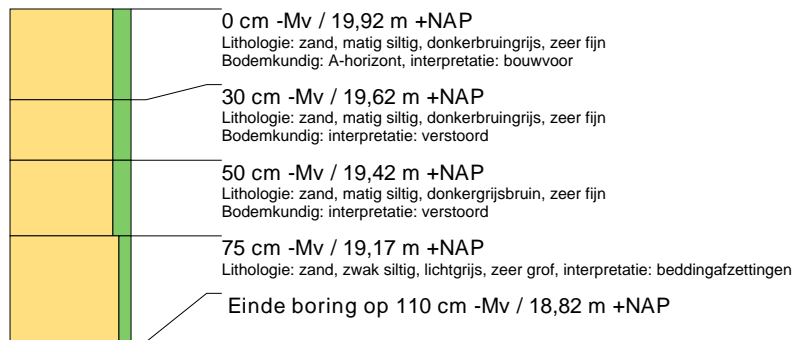 0 cm -Mv / 19,92 m +NAP
Lithologie: zand, matig siltig, donkerbruingrijs, zeer fijn
Bodemkundig: A-horizont, interpretatie: bouwvoor
30 cm -Mv / 19,62 m +NAP
Lithologie: zand, matig siltig, donkerbruingrijs, zeer fijn
Bodemkundig: interpretatie: verstoord
50 cm -Mv / 19,42 m +NAP
Lithologie: zand, matig siltig, donkergrijsbruin, zeer fijn
Bodemkundig: interpretatie: verstoord
75 cm -Mv / 19,17 m +NAP
Lithologie: zand, zwak siltig, lichtgrijs, zeer grof, interpretatie: beddingafzettingen
Einde boring op 110 cm -Mv / 18,82 m +NAP